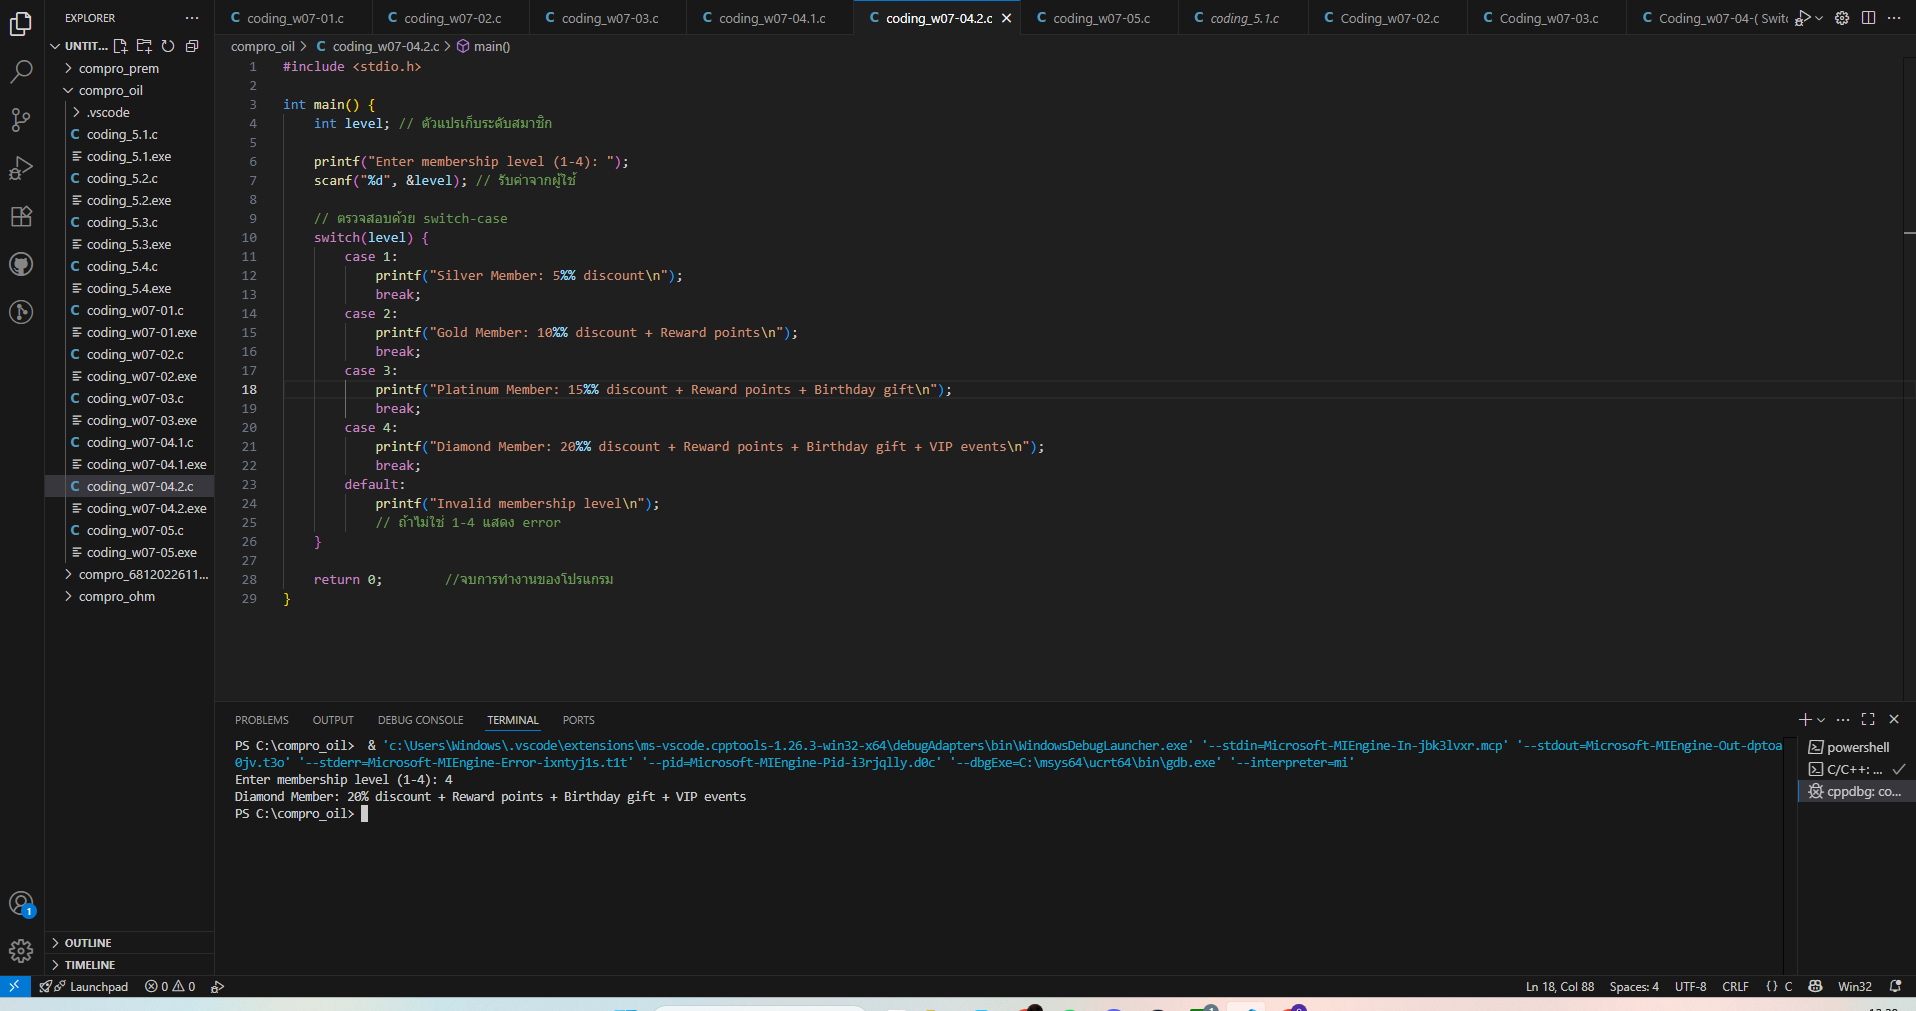 EXPLORER ···
coding_w07-01.c coding_w07-02.c coding_w07-03.c coding_w07-04.1.c coding_w07-04.2.c coding_w07-05.c coding_5.1.c Coding_w07-02.c Coding_w07-03.c Coding_w07-04-( Switc
UNTIT...
compro_prem
compro_oil
.vscode
coding_5.1.c
coding_5.1.exe
coding_5.2.c
coding_5.2.exe
coding_5.3.c
coding_5.3.exe
coding_5.4.c
coding_5.4.exe
coding_w07-01.c
coding_w07-01.exe
coding_w07-02.c
coding_w07-02.exe
coding_w07-03.c
coding_w07-03.exe
coding_w07-04.1.c
coding_w07-04.1.exe
coding_w07-04.2.c
coding_w07-04.2.exe
coding_w07-05.c
coding_w07-05.exe
compro_6812022611...
compro_ohm
OUTLINE
TIMELINE
compro_oil > C coding_w07-04.2.c > main()
1 #include <stdio.h>
2
3 int main() {
4 int level; // ตัวแปรเก็บระดับสมาชิก
5
6 printf("Enter membership level (1-4): ");
7 scanf("%d", &level); // รับค่าจากผู้ใช้
8
9 // ตรวจสอบด้วย switch-case
10 switch(level) {
11 case 1:
12 printf("Silver Member: 5%% discount\n");
13 break;
14 case 2:
15 printf("Gold Member: 10%% discount + Reward points\n");
16 break;
17 case 3:
18 printf("Platinum Member: 15%% discount + Reward points + Birthday gift\n");
19 break;
20 case 4:
21 printf("Diamond Member: 20%% discount + Reward points + Birthday gift + VIP events\n");
22 break;
23 default:
24 printf("Invalid membership level\n");
25 // ถ้าไม่ใช่ 1-4 แสดง error
26 }
27
28 return 0; //จบการทำงานของโปรแกรม
29 }
PROBLEMS OUTPUT DEBUG CONSOLE TERMINAL PORTS
PS C:\compro_oil> & 'c:\Users\Windows\.vscode\extensions\ms-vscode.cpptools-1.26.3-win32-x64\debugAdapters\bin\WindowsDebugLauncher.exe' '--stdin=Microsoft-MIEngine-In-jbk3lvxr.mcp' '--stdout=Microsoft-MIEngine-Out-dptoa
0jv.t3o' '--stderr=Microsoft-MIEngine-Error-ixntyj1s.t1t' '--pid=Microsoft-MIEngine-Pid-i3rjqlly.d0c' '--dbgExe=C:\msys64\ucrt64\bin\gdb.exe' '--interpreter=mi'
Enter membership level (1-4): 4
Diamond Member: 20% discount + Reward points + Birthday gift + VIP events
PS C:\compro_oil>
powershell
C/C++: ...
cppdbg: co...
Launchpad 0 0 Ln 18, Col 88 Spaces: 4 UTF-8 CRLF { } C Win32